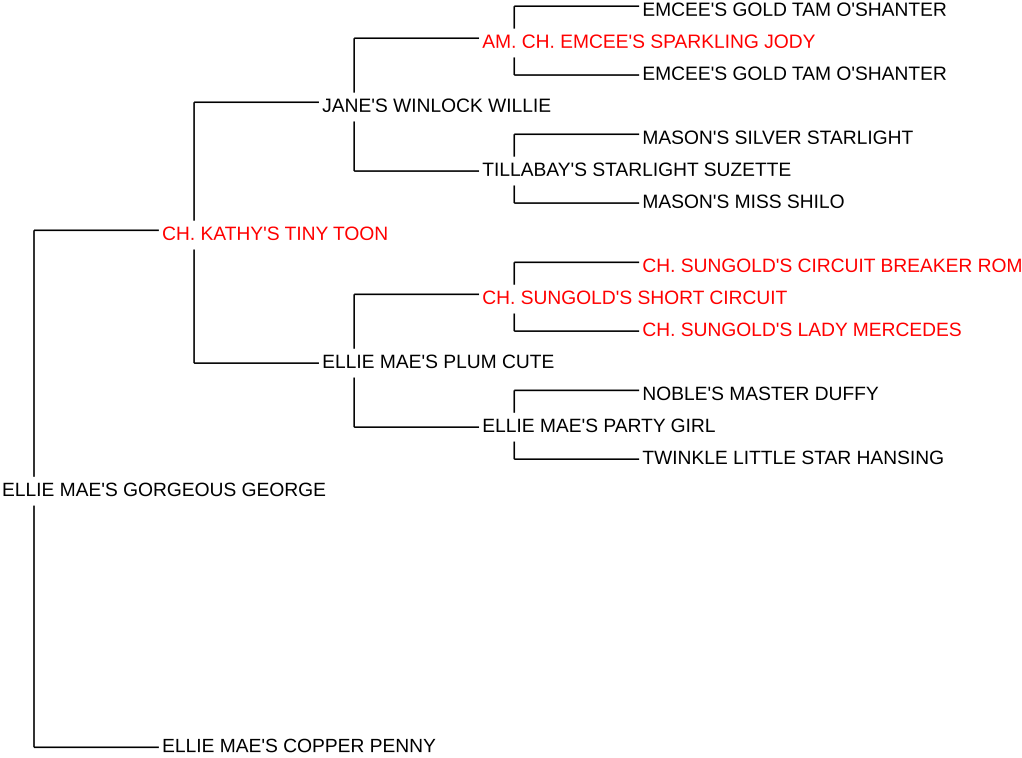 EMCEE'S GOLD TAM O'SHANTER
AM. CH. EMCEE'S SPARKLING JODY
EMCEE'S GOLD TAM O'SHANTER
JANE'S WINLOCK WILLIE
MASON'S SILVER STARLIGHT
TILLABAY'S STARLIGHT SUZETTE
MASON'S MISS SHILO
CH. KATHY'S TINY TOON
CH. SUNGOLD'S CIRCUIT BREAKER ROM
CH. SUNGOLD'S SHORT CIRCUIT
CH. SUNGOLD'S LADY MERCEDES
ELLIE MAE'S PLUM CUTE
NOBLE'S MASTER DUFFY
ELLIE MAE'S PARTY GIRL
TWINKLE LITTLE STAR HANSING
ELLIE MAE'S GORGEOUS GEORGE
ELLIE MAE'S COPPER PENNY